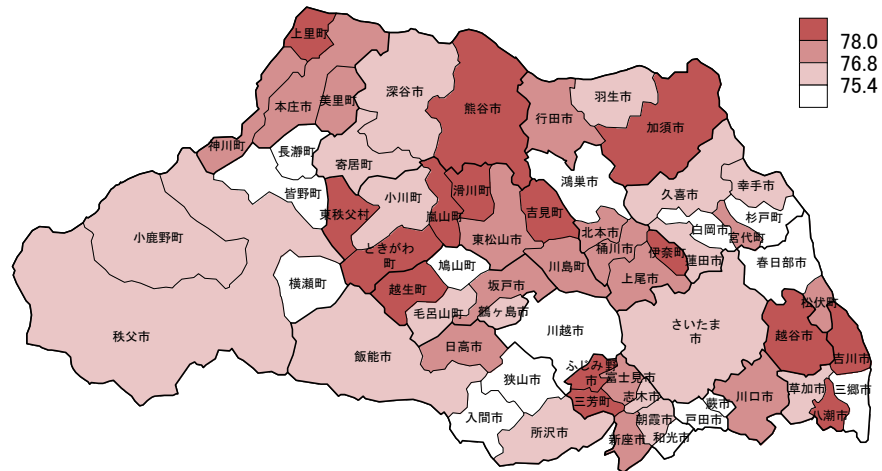 上里町
78.0
76.8
75.4
深谷市
羽生市
本庄市
美里町
熊谷市
行田市
加須市
神川町
長瀞町
寄居町
鴻巣市
久喜市
幸手市
皆野町
小川町
滑川町
東秩父村
嵐山町
吉見町
杉戸町
小鹿野町
東松山市
北本市
白岡市
宮代町
ときがわ
町
桶川市
伊奈町
蓮田市
春日部市
鳩山町
川島町
上尾市
横瀬町
越生町
坂戸市
毛呂山町
鶴ヶ島市
松伏町
秩父市
川越市
さいたま
市
越谷市
吉川市
飯能市
日高市
ふじみ野
市
富士見市
狭山市
志木市
三芳町
川口市
草加市
三郷市
入間市
朝霞市
蕨市
戸田市
八潮市
所沢市
新座市
和光市